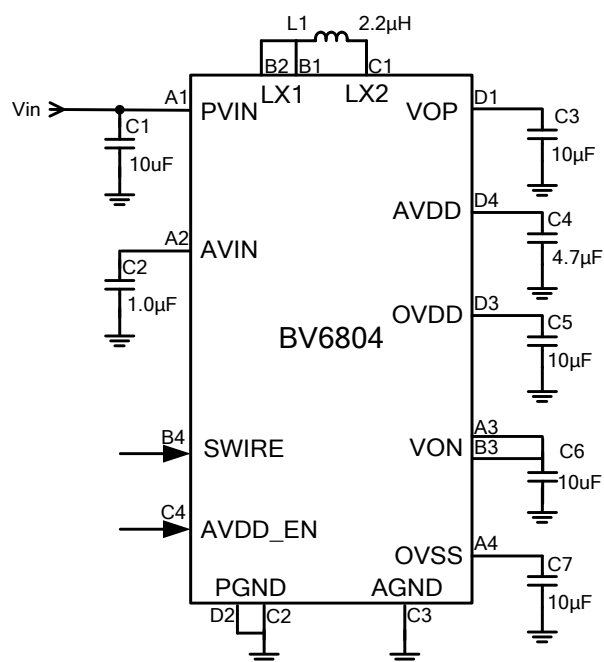 L1 2.2μH
B2 B1 C1
LX1 LX2
Vin A1 PVIN VOP D1
C1
10uF
C3
10μF
A2 AVIN AVDD D4
C2
1.0μF
C4
4.7μF
OVDD D3
C5
10μF
BV6804
B4 SWIRE VON A3
B3
C6
10uF
C4 AVDD_EN OVSS A4
C7
10μF
PGND AGND
D2 C2 C3